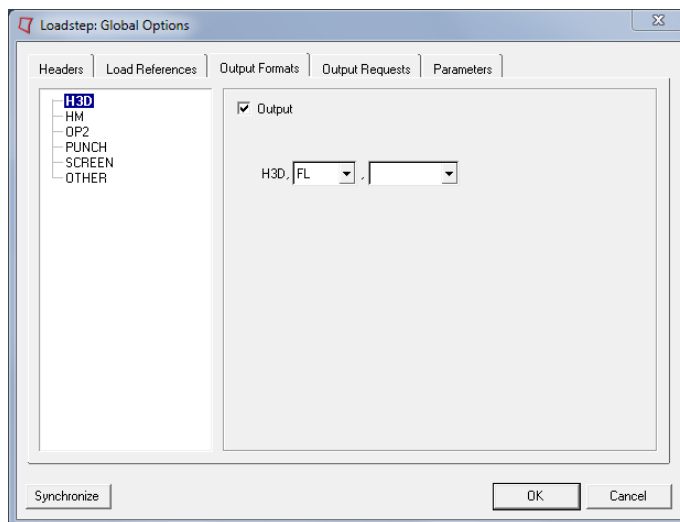 Loadstep: Global Options
Headers Load References Output Formats Output Requests Parameters
H3D
HM
OP2
PUNCH
SCREEN
OTHER
Output
H3D, FL ,
Synchronize OK Cancel